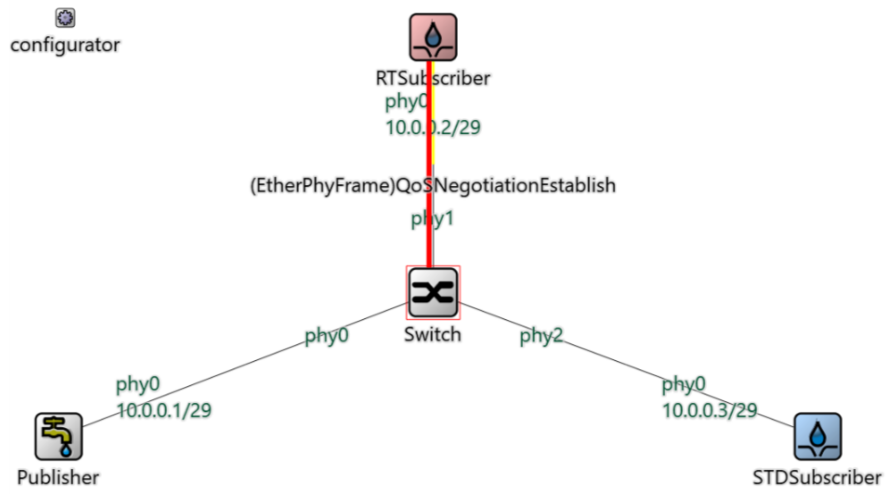 configurator
RTSubscriber
phy0
10.0.0.2/29
(EtherPhyFrame)QoSNegotiationEstablish
phy1
Switch
phy0
phy2
phy0
10.0.0.1/29
phy0
10.0.0.3/29
Publisher
STDSubscriber